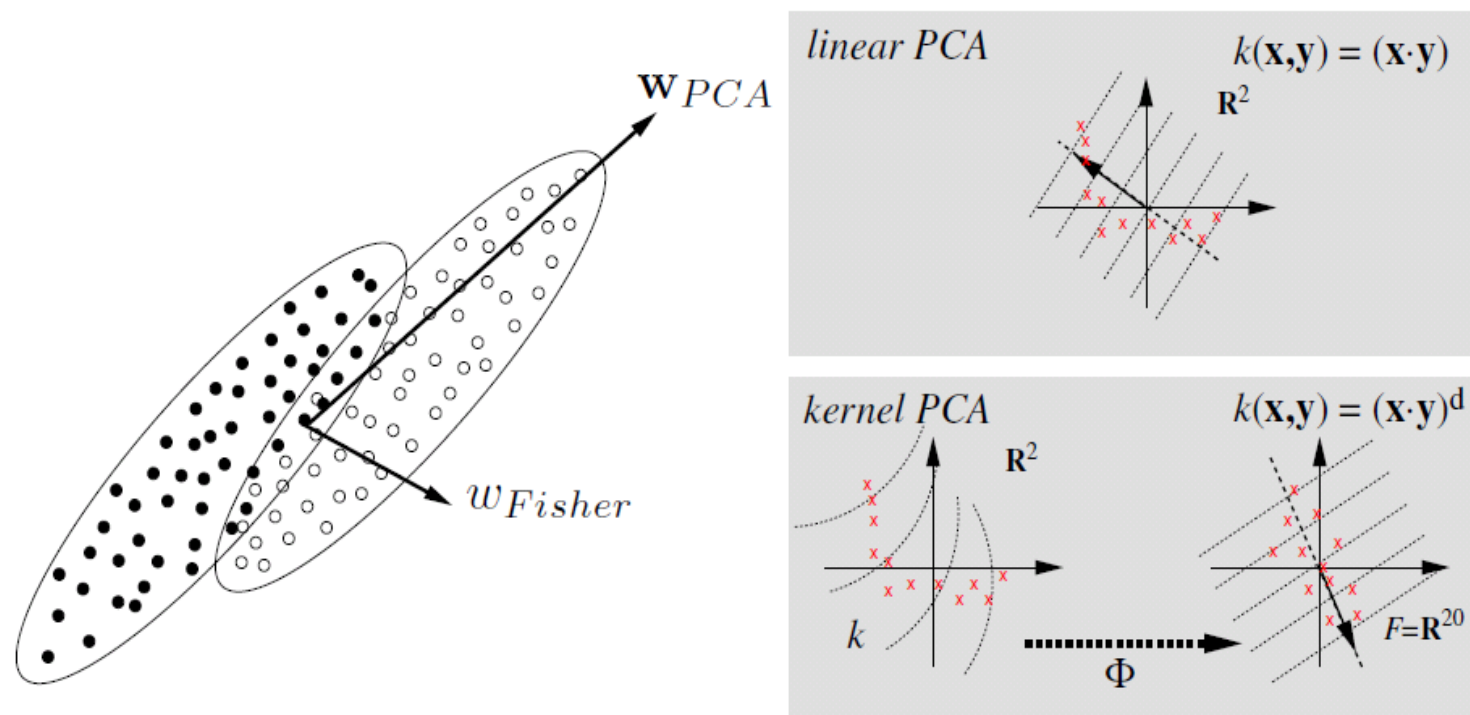 w_PCA
w_Fisher
linear PCA k(x,y) = (x·y)
R²
kernel PCA k(x,y) = (x·y)ᵈ
R²
k
Φ
F=R²⁰